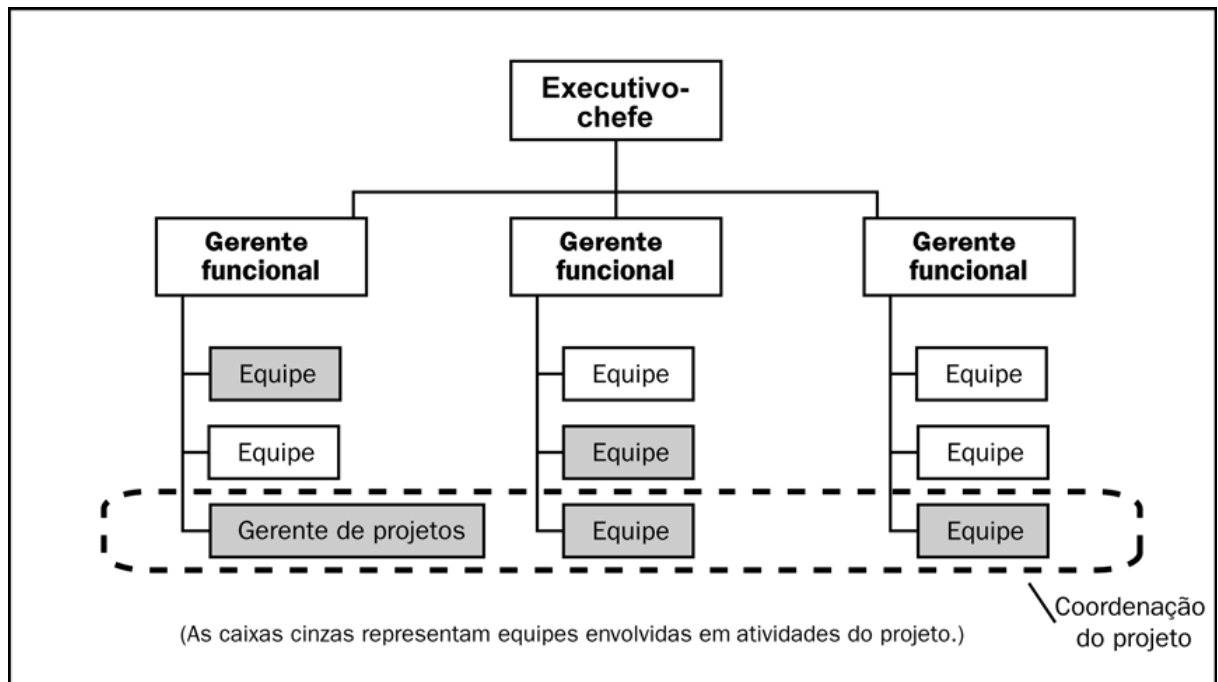 Executivo-
chefe
Gerente
funcional
Gerente
funcional
Gerente
funcional
Equipe
Equipe
Equipe
Equipe
Equipe
Equipe
Gerente de projetos
Equipe
Equipe
Coordenação
do projeto
(As caixas cinzas representam equipes envolvidas em atividades do projeto.)